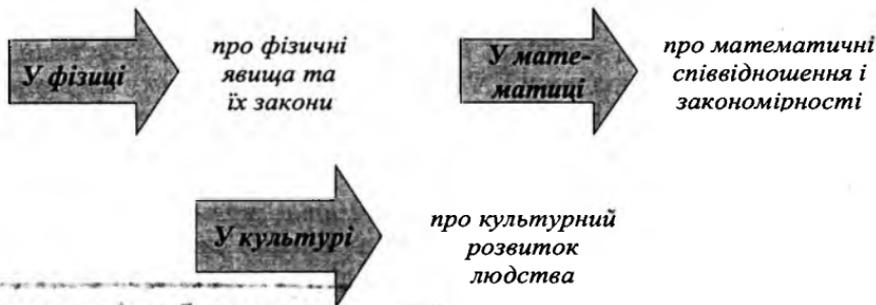 У фізиці
про фізичні
явища та
їх закони
У мате-
матиці
про математичні
співвідношення і
закономірності
У культурі
про культурний
розвиток
людства